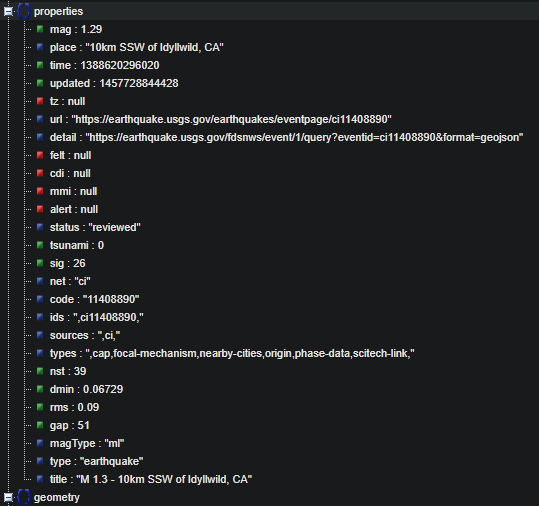 properties
mag : 1.29
place : "10km SSW of Idyllwild, CA"
time : 1388620296020
updated : 1457728844428
tz : null
url : "https://earthquake.usgs.gov/earthquakes/eventpage/ci11408890"
detail : "https://earthquake.usgs.gov/fdsnws/event/1/query?eventid=ci11408890&format=geojson"
felt : null
cdi : null
mmi : null
alert : null
status : "reviewed"
tsunami : 0
sig : 26
net : "ci"
code : "11408890"
ids : ",ci11408890,"
sources : ",ci,"
types : ",cap,focal-mechanism,nearby-cities,origin,phase-data,scitech-link,"
nst : 39
dmin : 0.06729
rms : 0.09
gap : 51
magType : "ml"
type : "earthquake"
title : "M 1.3 - 10km SSW of Idyllwild, CA"
geometry